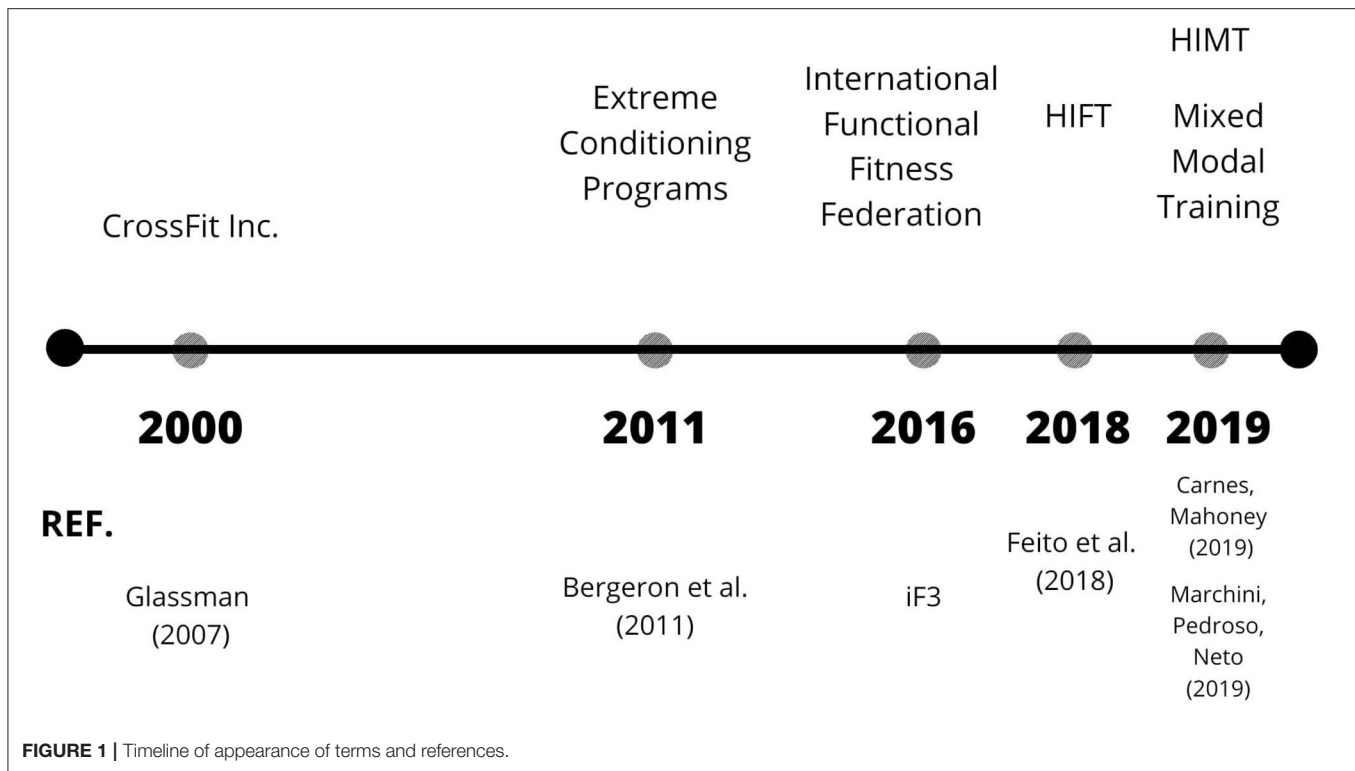 CrossFit Inc.
Extreme
Conditioning
Programs
International
Functional
Fitness
Federation
HIFT
HIMT
Mixed
Modal
Training
2000
2011
2016
2018
2019
REF.
Glassman
(2007)
Bergeron et al.
(2011)
iF3
Feito et al.
(2018)
Carnes,
Mahoney
(2019)
Marchini,
Pedroso,
Neto
(2019)
FIGURE 1 | Timeline of appearance of terms and references.